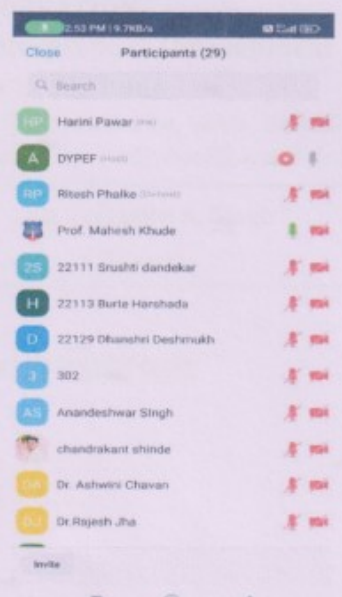 2:53 PM | 9.7KB/s
Close Participants (29)
Search
HP Harini Pawar (me)
A DYPEF (Host)
RP Ritesh Phalke
Prof. Mahesh Khude
2S 22111 Srushti dandekar
H 22113 Burte Harshada
D 22129 Dhanshri Deshmukh
3 302
AS Anandeshwar Singh
chandrakant shinde
DA Dr. Ashwini Chavan
DJ Dr.Rajesh Jha
Invite